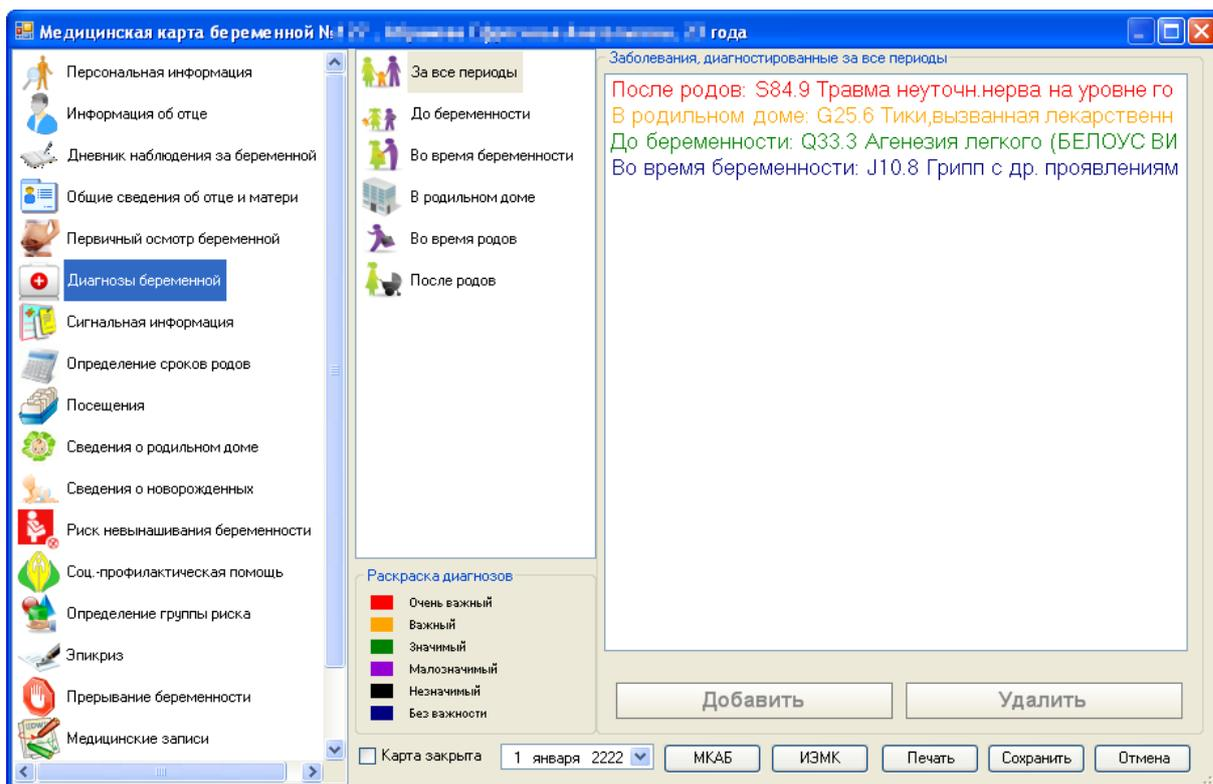 Медицинская карта беременной № года
Персональная информация
Информация об отце
Дневник наблюдения за беременной
Общие сведения об отце и матери
Первичный осмотр беременной
Диагнозы беременной
Сигнальная информация
Определение сроков родов
Посещения
Сведения о родильном доме
Сведения о новорожденных
Риск невынашивания беременности
Соц.-профилактическая помощь
Определение группы риска
Эпикриз
Прерывание беременности
Медицинские записи
За все периоды
До беременности
Во время беременности
В родильном доме
Во время родов
После родов
Раскраска диагнозов
Очень важный
Важный
Значимый
Малозначимый
Незначимый
Без важности
Заболевания, диагностированные за все периоды
После родов: S84.9 Травма неуточн.нерва на уровне го
В родильном доме: G25.6 Тики,вызванная лекарственн
До беременности: Q33.3 Агенезия легкого (БЕЛОУС ВИ
Во время беременности: J10.8 Грипп с др. проявлениям
Добавить
Удалить
Карта закрыта
1 января 2222
МКАБ
ИЭМК
Печать
Сохранить
Отмена